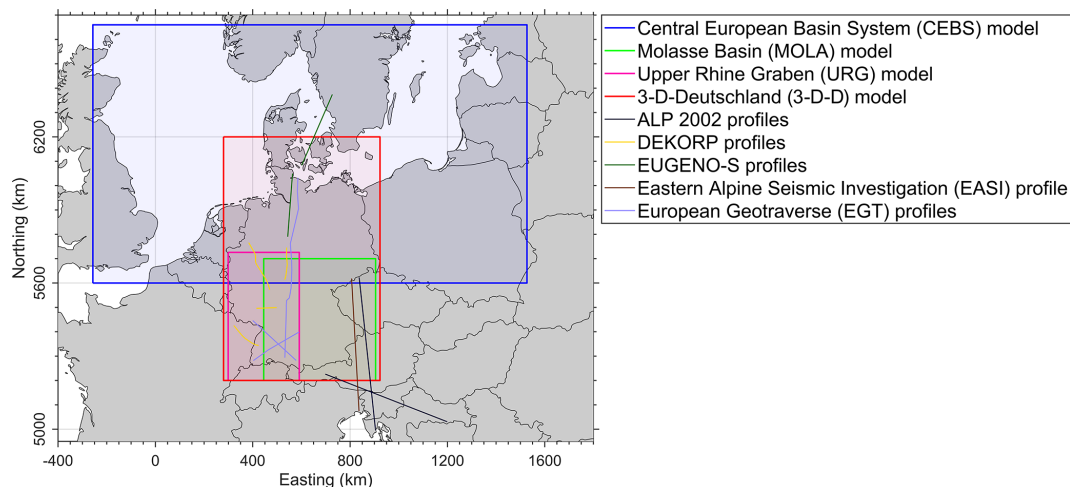 Central European Basin System (CEBS) model
Molasse Basin (MOLA) model
Upper Rhine Graben (URG) model
3-D-Deutschland (3-D-D) model
ALP 2002 profiles
DEKORP profiles
EUGENO-S profiles
Eastern Alpine Seismic Investigation (EASI) profile
European Geotraverse (EGT) profiles
Northing (km)
6200
5600
5000
-400 0 400 800 1200 1600
Easting (km)